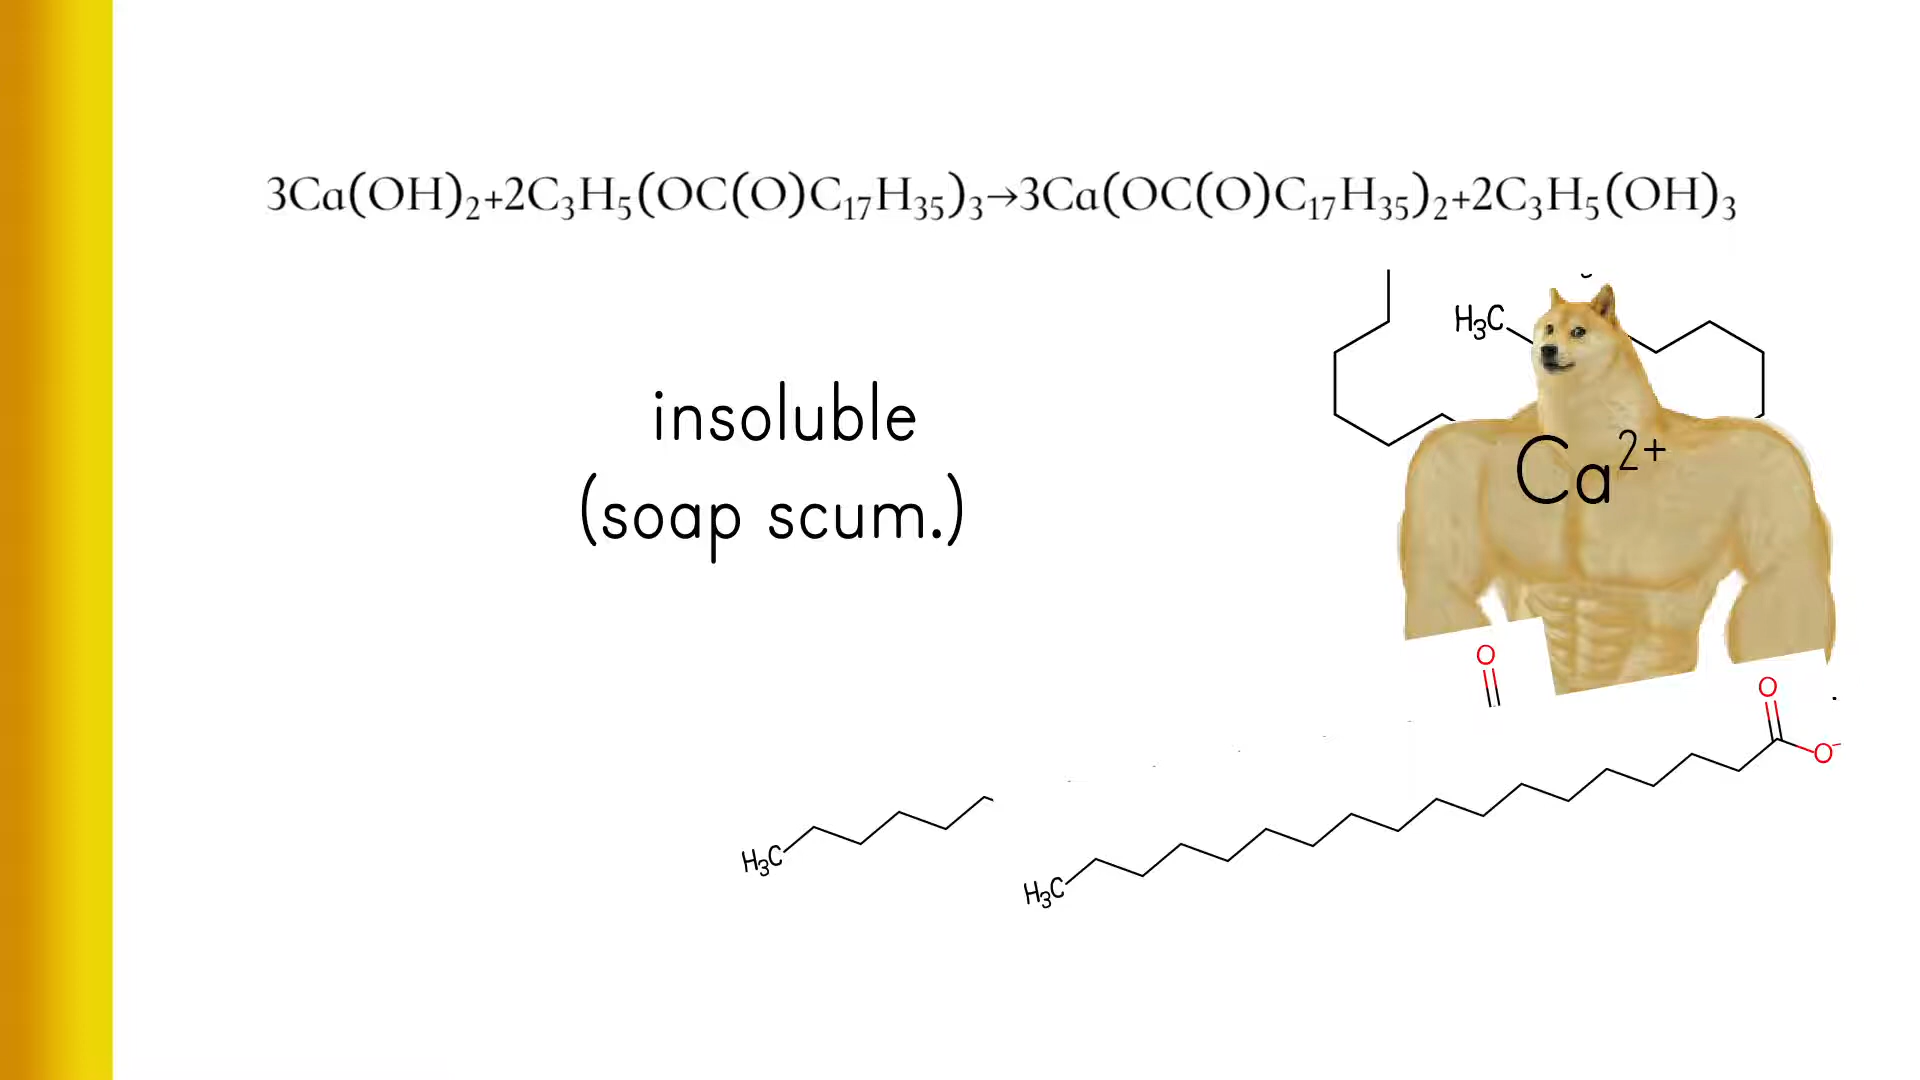 3Ca(OH)₂+2C₃H₅(OC(O)C₁₇H₃₅)₃→3Ca(OC(O)C₁₇H₃₅)₂+2C₃H₅(OH)₃
H₃C
insoluble
Ca²⁺
(soap scum.)
O
O
O⁻
H₃C
H₃C